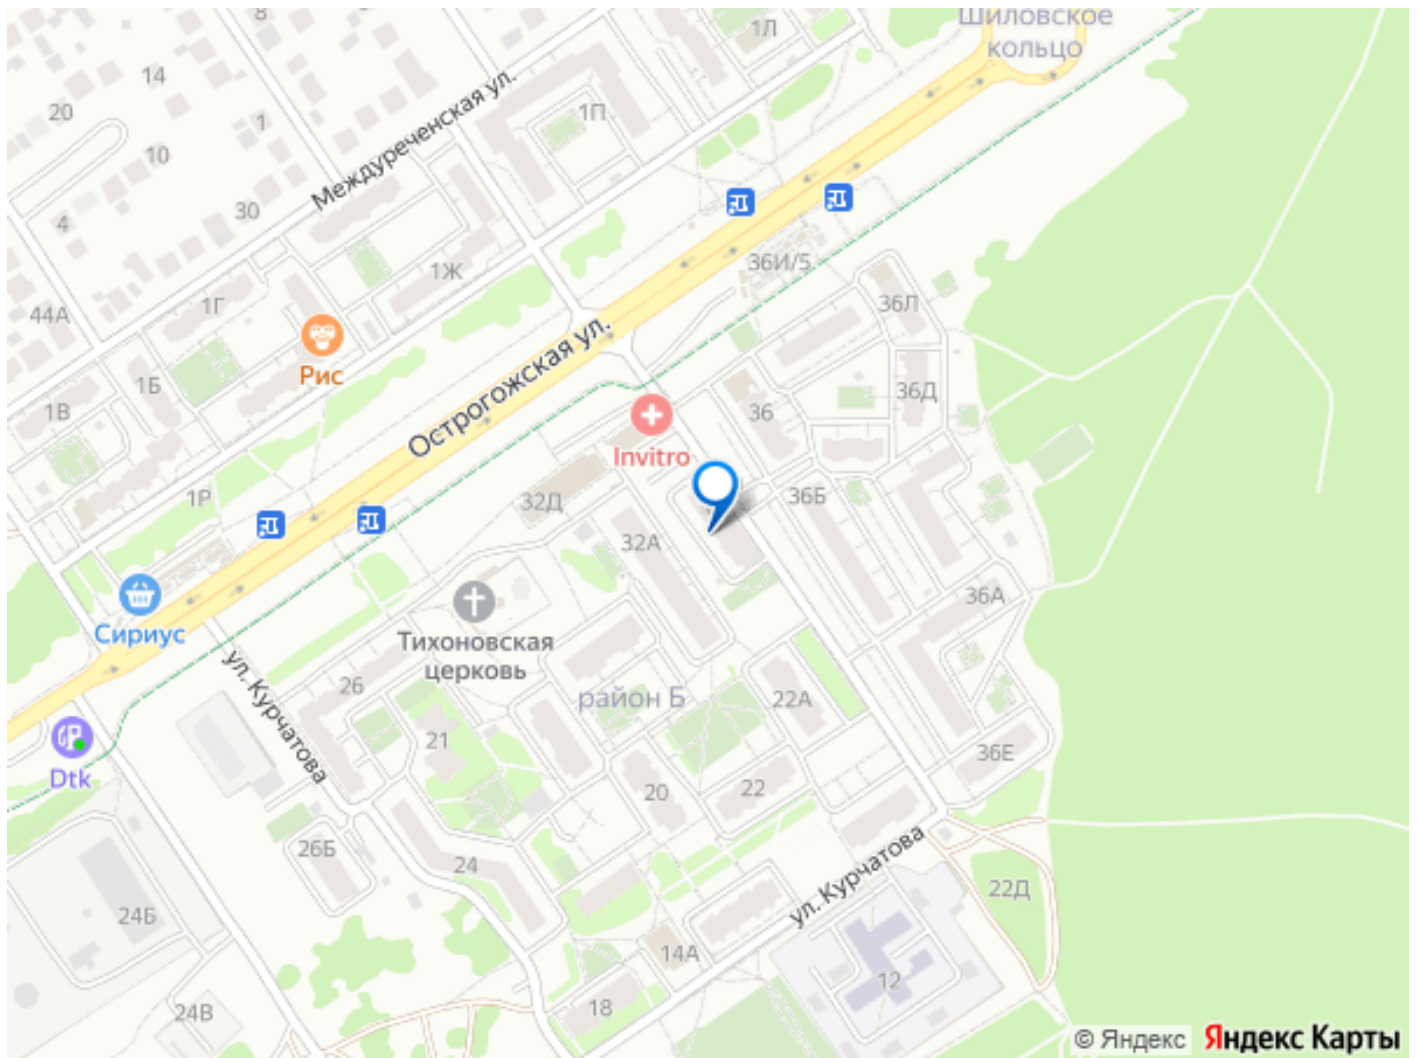 8
1Л
Шиловское
кольцо
14
20
1
1П
10
Междуреченская ул.
30
4
36И/5
1Ж
1Г
36Л
44А
Рис
Острогожская ул.
1Б
36Д
1В
36
Invitro
1Р
32Д
36Б
32А
36А
Сириус
Тихоновская
церковь
ул. Курчатова
26
район Б
22А
21
36Е
Dtk
20
22
26Б
24
ул. Курчатова
22Д
24Б
14А
12
18
24В
© Яндекс
Яндекс Карты